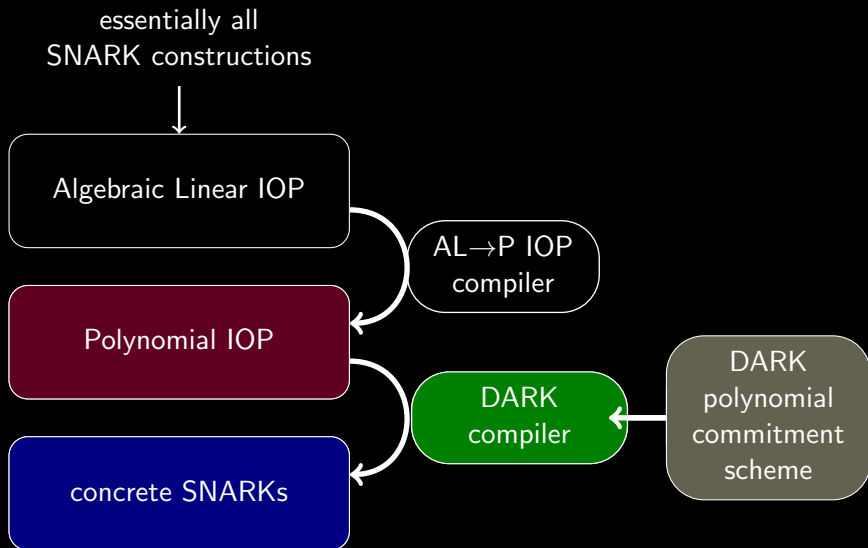 essentially all
SNARK constructions
Algebraic Linear IOP
AL→P IOP
compiler
Polynomial IOP
DARK
compiler
DARK
polynomial
commitment
scheme
concrete SNARKs